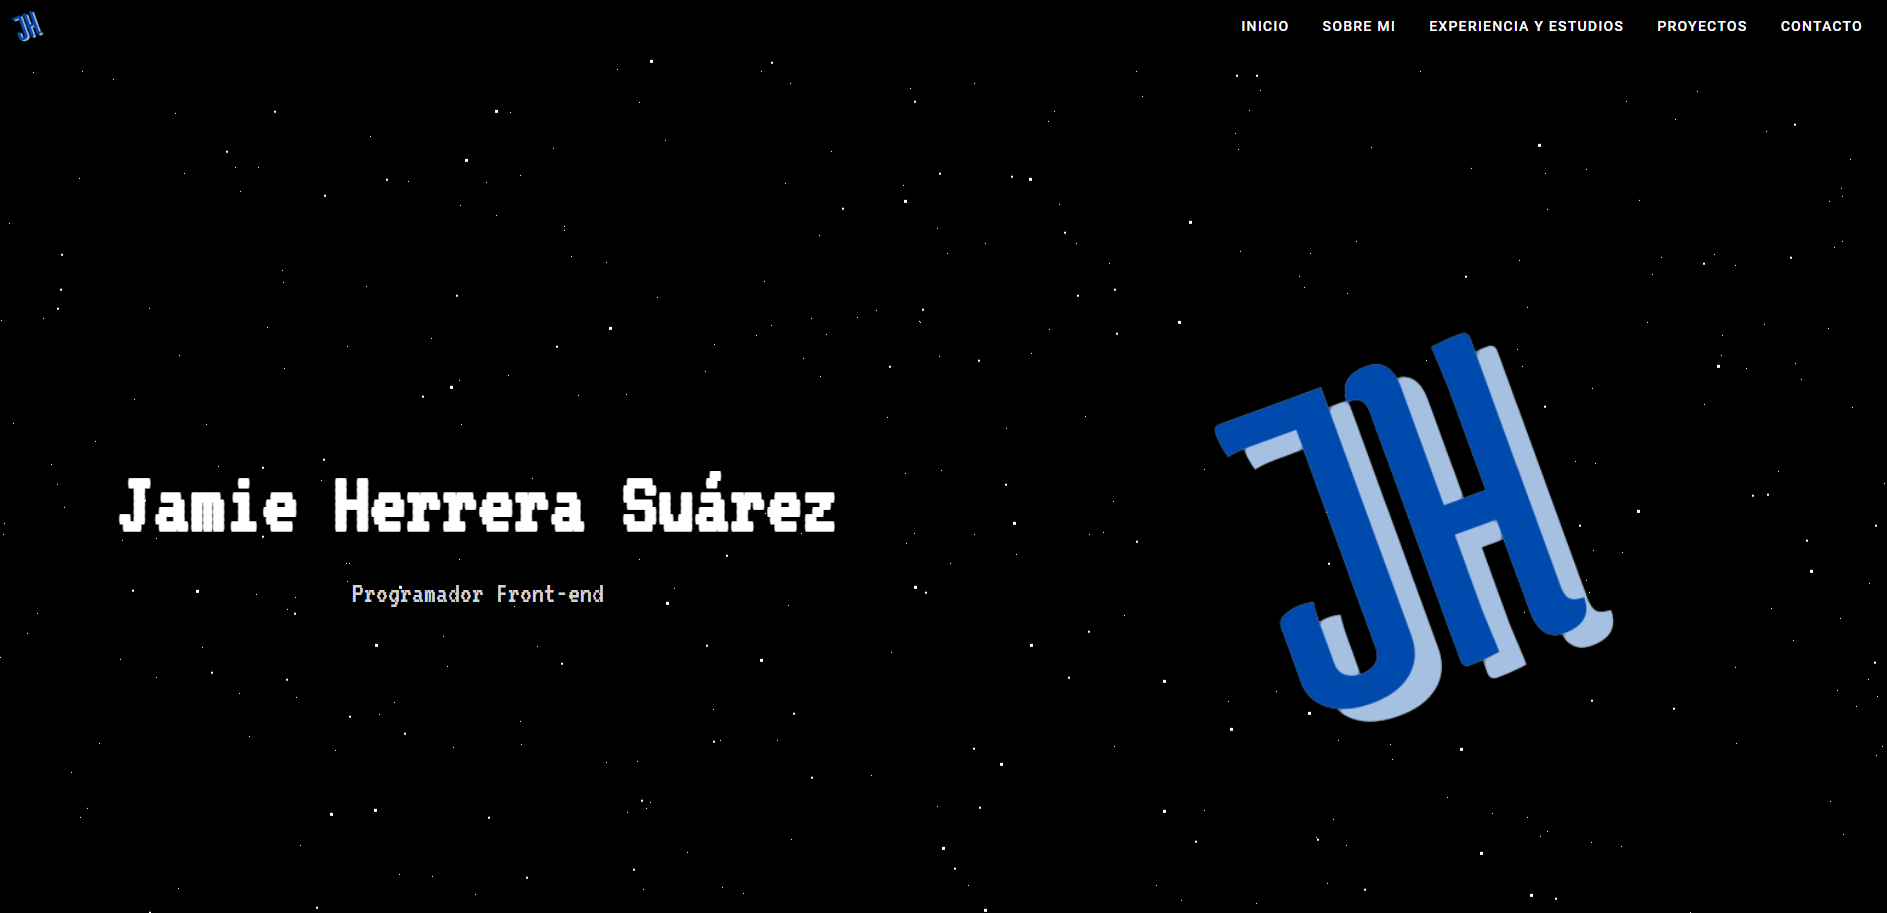 JH
INICIO
SOBRE MI
EXPERIENCIA Y ESTUDIOS
PROYECTOS
CONTACTO
Jamie Herrera Suárez
Programador Front-end
JH